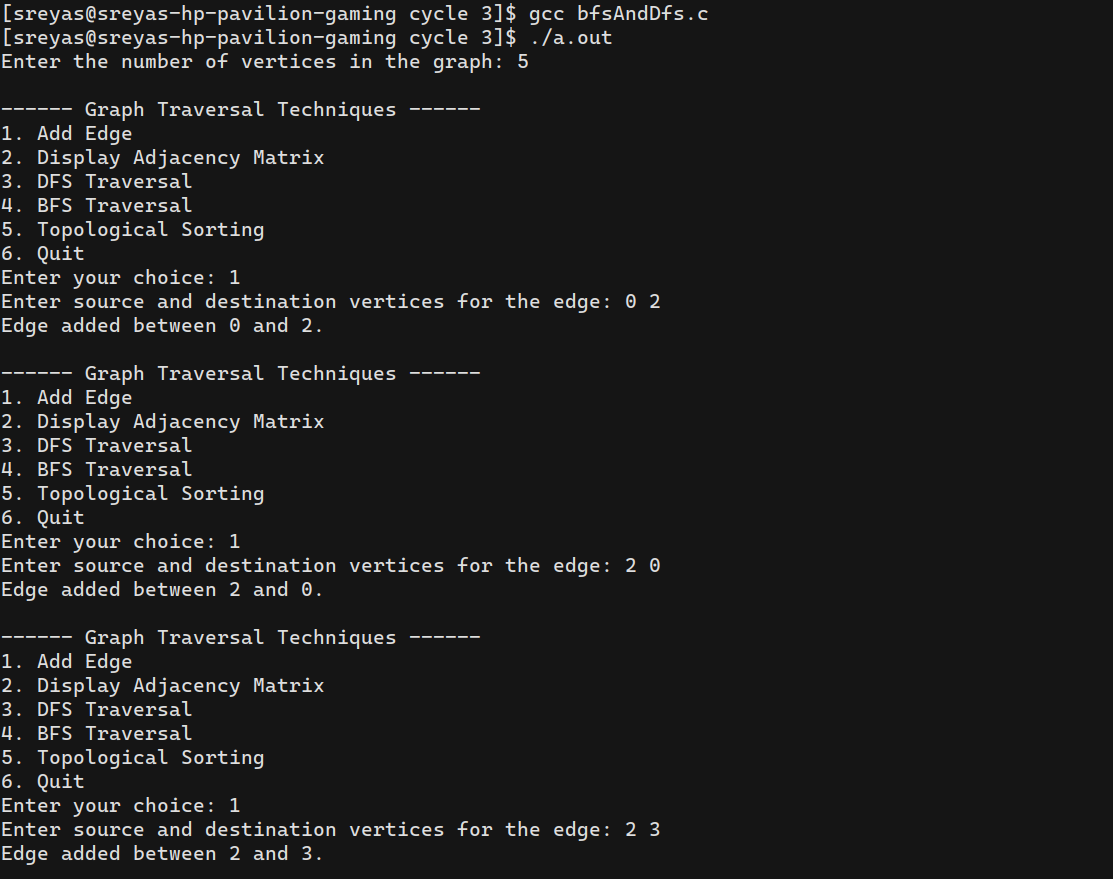 [sreyas@sreyas-hp-pavilion-gaming cycle 3]$ gcc bfsAndDfs.c
[sreyas@sreyas-hp-pavilion-gaming cycle 3]$ ./a.out
Enter the number of vertices in the graph: 5
------ Graph Traversal Techniques ------
1. Add Edge
2. Display Adjacency Matrix
3. DFS Traversal
4. BFS Traversal
5. Topological Sorting
6. Quit
Enter your choice: 1
Enter source and destination vertices for the edge: 0 2
Edge added between 0 and 2.
------ Graph Traversal Techniques ------
1. Add Edge
2. Display Adjacency Matrix
3. DFS Traversal
4. BFS Traversal
5. Topological Sorting
6. Quit
Enter your choice: 1
Enter source and destination vertices for the edge: 2 0
Edge added between 2 and 0.
------ Graph Traversal Techniques ------
1. Add Edge
2. Display Adjacency Matrix
3. DFS Traversal
4. BFS Traversal
5. Topological Sorting
6. Quit
Enter your choice: 1
Enter source and destination vertices for the edge: 2 3
Edge added between 2 and 3.